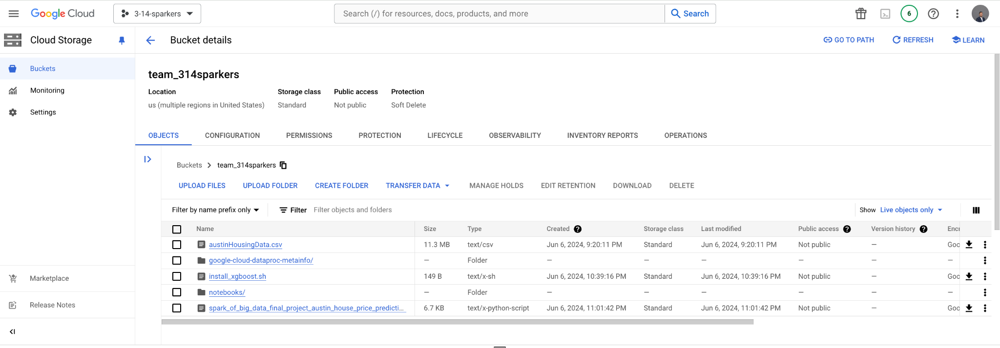 Google Cloud 3-14-sparkers Search (/) for resources, docs, products, and more Search 6
Cloud Storage Bucket details GO TO PATH REFRESH LEARN
Buckets
Monitoring
Settings
Marketplace
Release Notes
team_314sparkers
Location Storage class Public access Protection
us (multiple regions in United States) Standard Not public Soft Delete
OBJECTS CONFIGURATION PERMISSIONS PROTECTION LIFECYCLE OBSERVABILITY INVENTORY REPORTS OPERATIONS
Buckets > team_314sparkers
UPLOAD FILES UPLOAD FOLDER CREATE FOLDER TRANSFER DATA MANAGE HOLDS EDIT RETENTION DOWNLOAD DELETE
Filter by name prefix only Filter Filter objects and folders Show Live objects only
Name Size Type Created Storage class Last modified Public access Version history Encr
austinHousingData.csv 11.3 MB text/csv Jun 6, 2024, 9:20:11 PM Standard Jun 6, 2024, 9:20:11 PM Not public — Goo
google-cloud-dataproc-metainfo/ — Folder — — — — — —
install_xgboost.sh 149 B text/x-sh Jun 6, 2024, 10:39:16 PM Standard Jun 6, 2024, 10:39:16 PM Not public — Goo
notebooks/ — Folder — — — — — —
spark_of_big_data_final_project_austin_house_price_predicti... 6.7 KB text/x-python-script Jun 6, 2024, 11:01:42 PM Standard Jun 6, 2024, 11:01:42 PM Not public — Goo